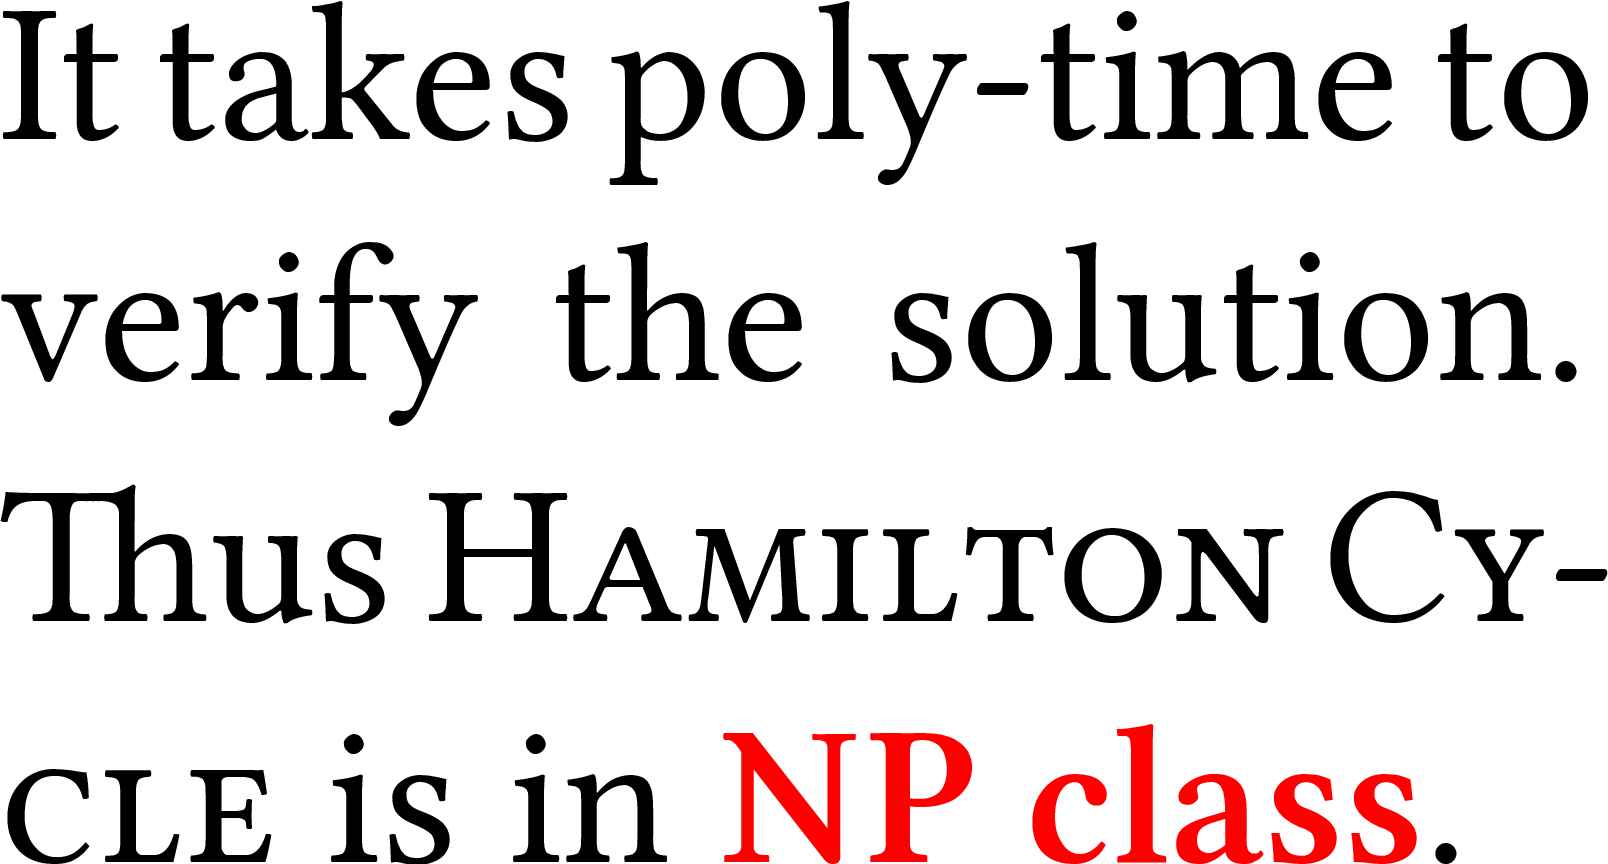 It takes poly-time to
verify the solution.
Thus HAMILTON CY-
CLE is in NP class.